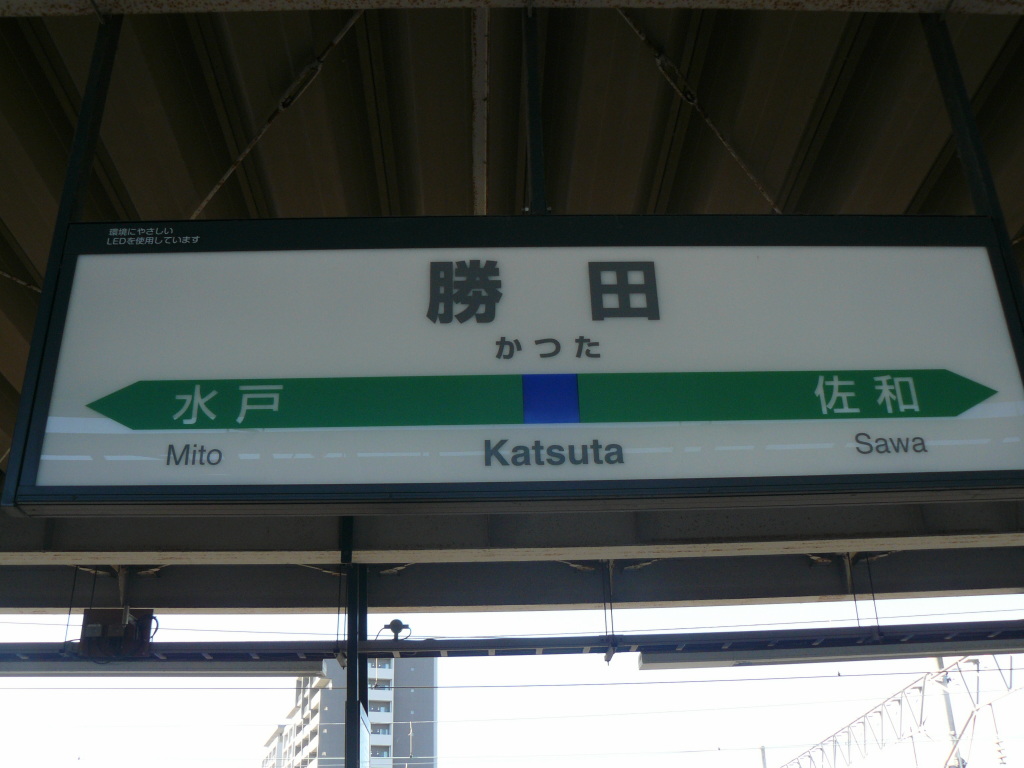 環境にやさしい
LEDを使用しています
勝田
かつた
水戸 佐和
Mito Katsuta Sawa